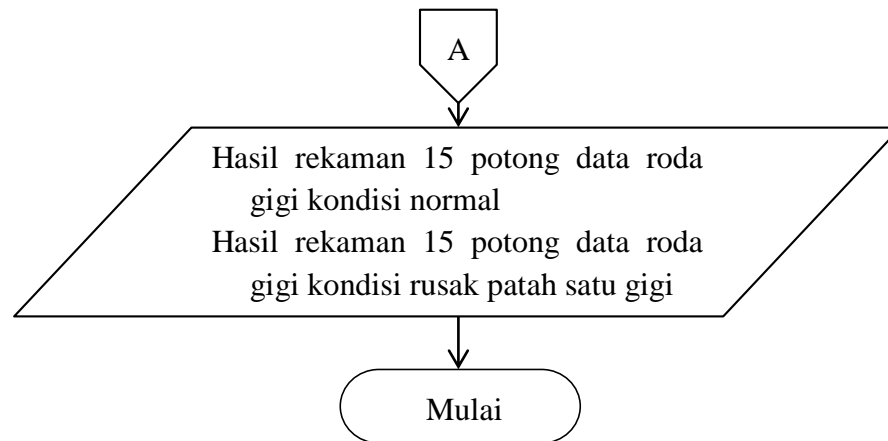 A
Hasil rekaman 15 potong data roda
gigi kondisi normal
Hasil rekaman 15 potong data roda
gigi kondisi rusak patah satu gigi
Mulai